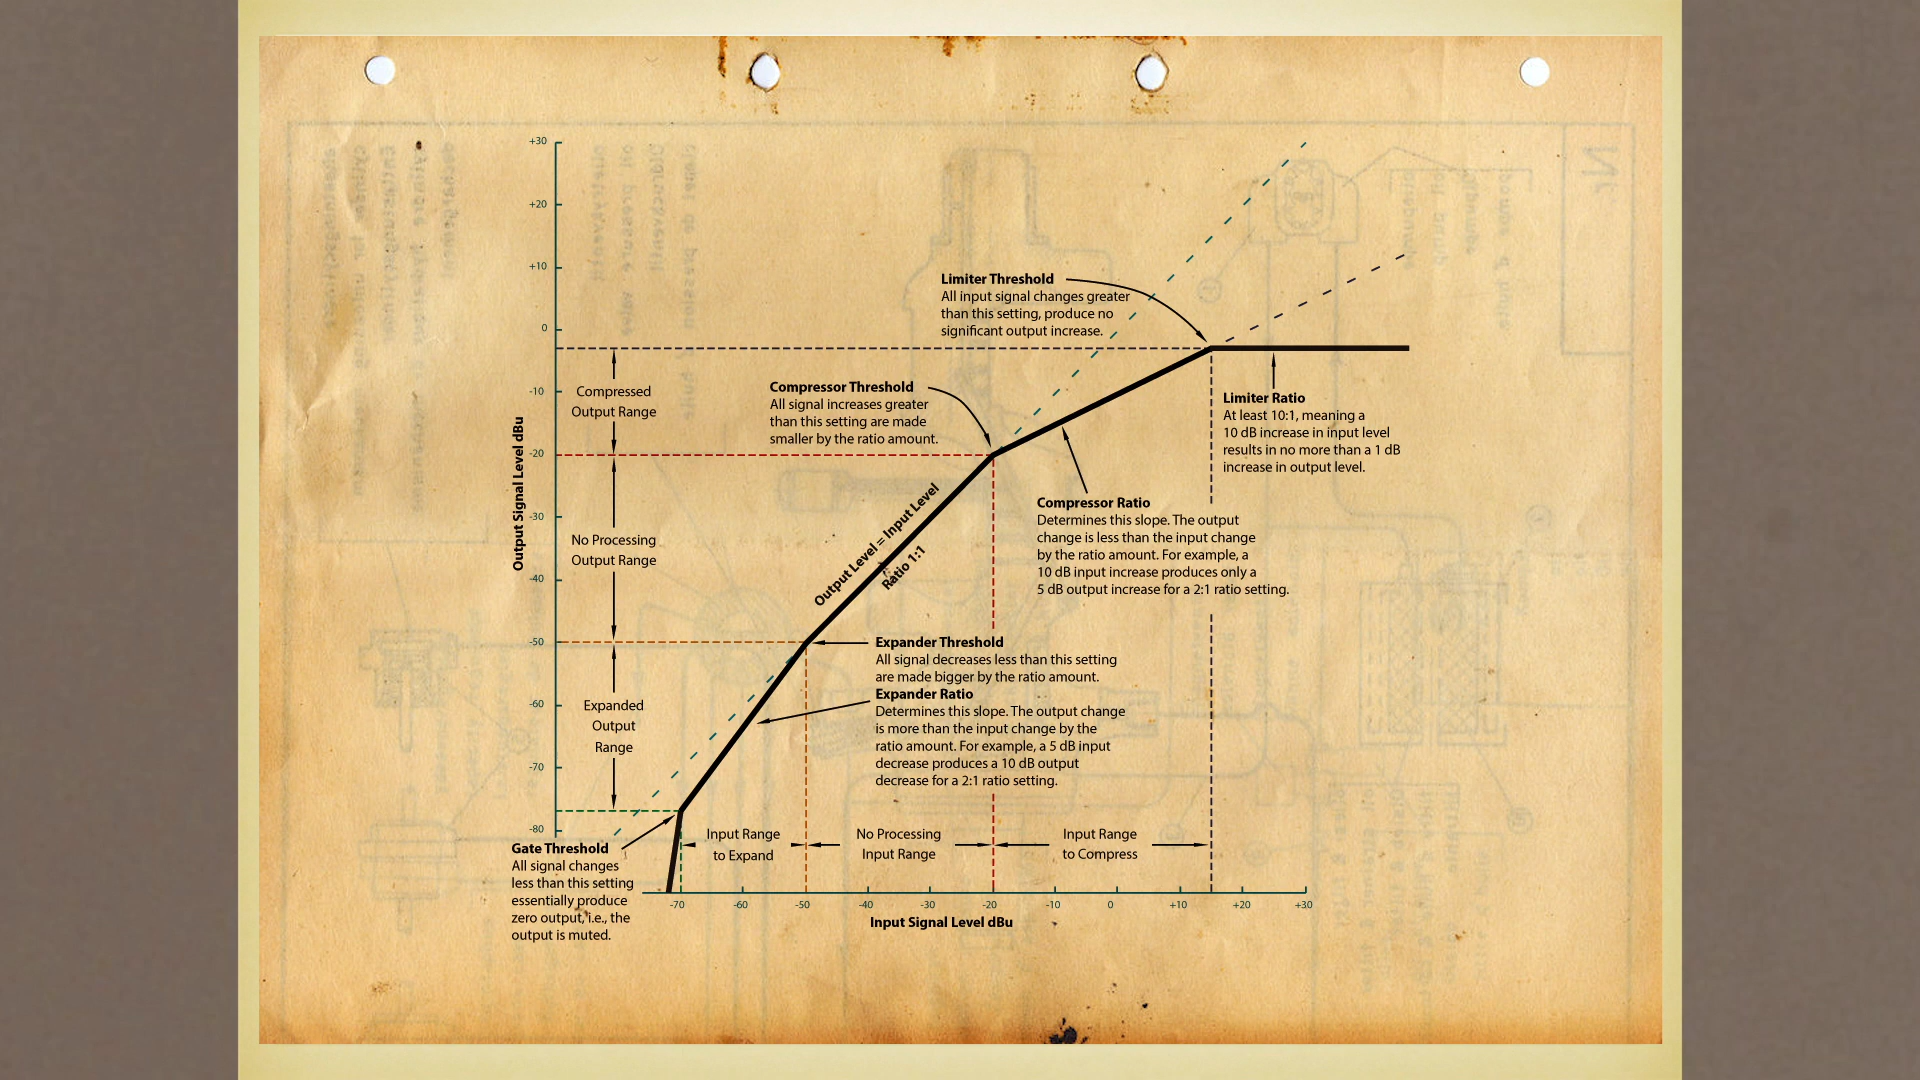 +30
+20
+10
0
-10
-20
-30
-40
-50
-60
-70
-80
Output Signal Level dBu
Limiter Threshold
All input signal changes greater
than this setting, produce no
significant output increase.
Compressed
Output Range
Compressor Threshold
All signal increases greater
than this setting are made
smaller by the ratio amount.
Limiter Ratio
At least 10:1, meaning a
10 dB increase in input level
results in no more than a 1 dB
increase in output level.
No Processing
Output Range
Output Level = Input Level
Ratio 1:1
Compressor Ratio
Determines this slope. The output
change is less than the input change
by the ratio amount. For example, a
10 dB input increase produces only a
5 dB output increase for a 2:1 ratio setting.
Expander Threshold
All signal decreases less than this setting
are made bigger by the ratio amount.
Expander Ratio
Determines this slope. The output change
is more than the input change by the
ratio amount. For example, a 5 dB input
decrease produces a 10 dB output
decrease for a 2:1 ratio setting.
Expanded
Output
Range
Gate Threshold
All signal changes
less than this setting
essentially produce
zero output, i.e., the
output is muted.
Input Range
to Expand
No Processing
Input Range
Input Range
to Compress
-70
-60
-50
-40
-30
-20
-10
0
+10
+20
+30
Input Signal Level dBu